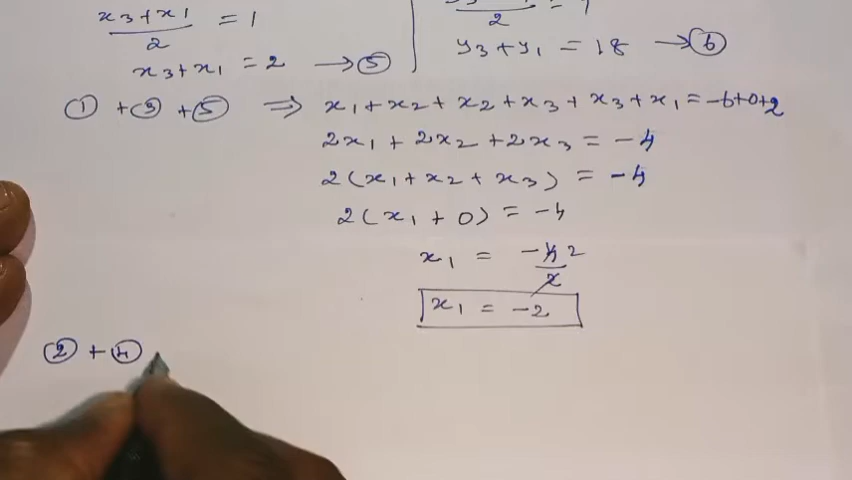 x3+x1 / 2 = 1
2
x3+x1 = 2 → ⑤
y3+y1 = 18 → ⑥
① + ③ + ⑤ ⇒ x1+x2+x2+x3+x3+x1 = -6+0+2
2x1 + 2x2 + 2x3 = -4
2(x1+x2+x3) = -4
2(x1+0) = -4
x1 = -4 2 / 2
x1 = -2
② + ④